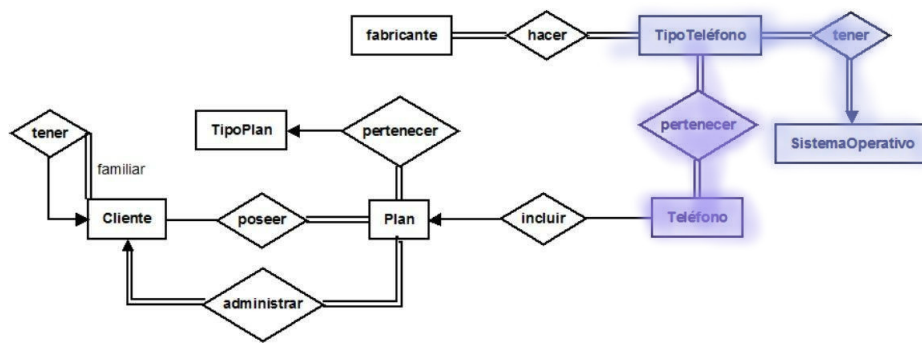 fabricante
hacer
TipoTeléfono
tener
TipoPlan
pertenecer
pertenecer
tener
SistemaOperativo
familiar
Cliente
poseer
Plan
incluir
Teléfono
administrar